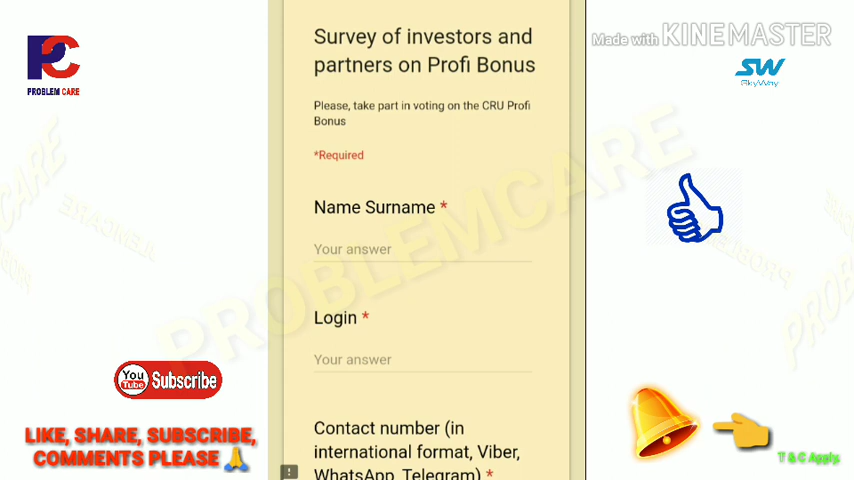 Survey of investors and
partners on Profi Bonus
Please, take part in voting on the CRU Profi
Bonus
*Required
Name Surname *
Your answer
Login *
Your answer
Contact number (in
international format, Viber,
WhatsApp, Telegram) *
PC
PROBLEM CARE
Made with KINEMASTER
SW
SkyWay
PROBLEMCARE
You
Tube Subscribe
LIKE, SHARE, SUBSCRIBE,
COMMENTS PLEASE 🙏
T & C Apply